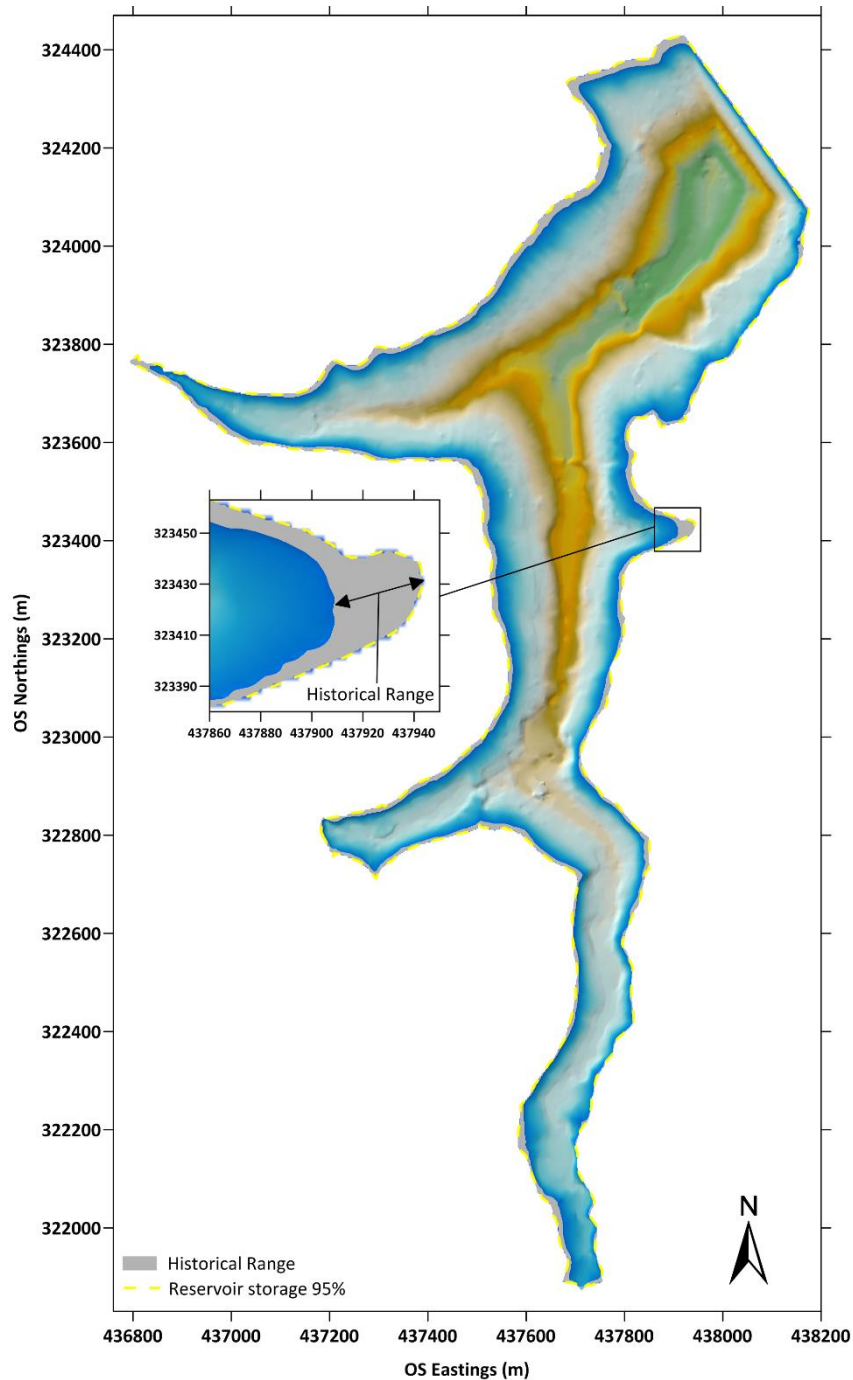 324400
324200
324000
323800
323600
323400
323200
323000
322800
322600
322400
322200
322000
OS Northings (m)
323450
323430
323410
323390
Historical Range
437860 437880 437900 437920 437940
N
Historical Range
Reservoir storage 95%
436800 437000 437200 437400 437600 437800 438000 438200
OS Eastings (m)